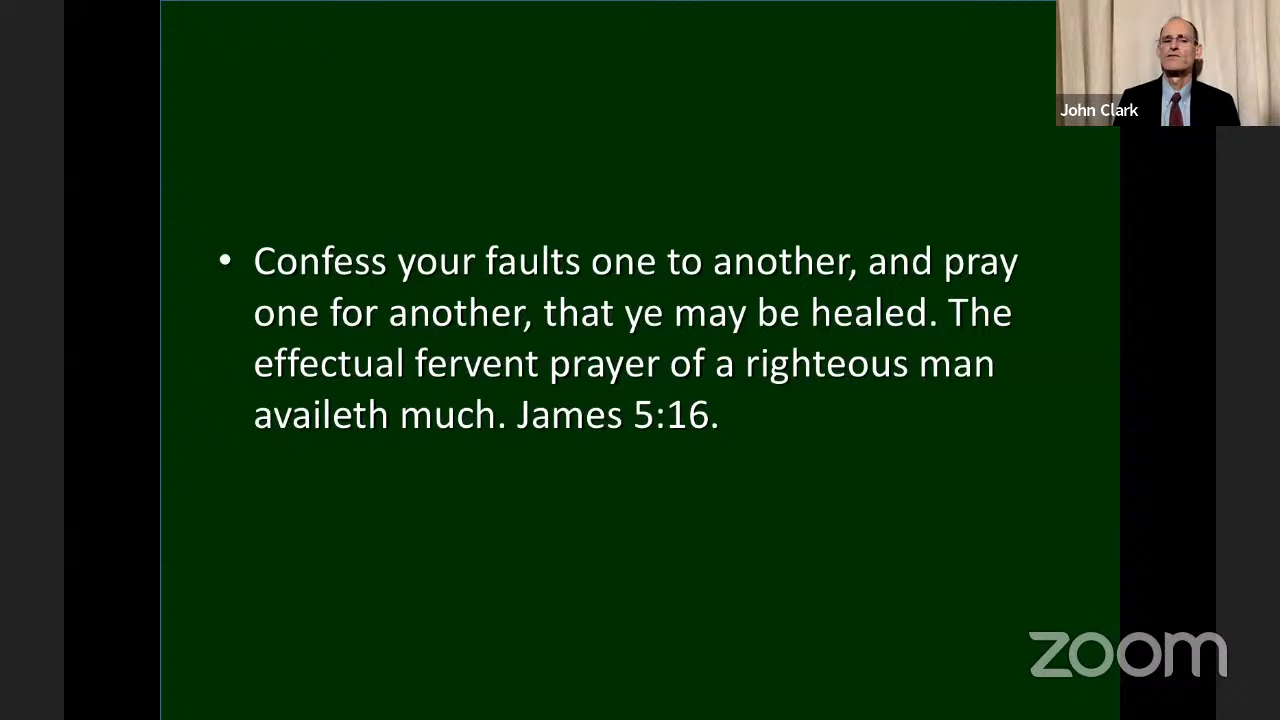 John Clark
• Confess your faults one to another, and pray
one for another, that ye may be healed. The
effectual fervent prayer of a righteous man
availeth much. James 5:16.
zoom